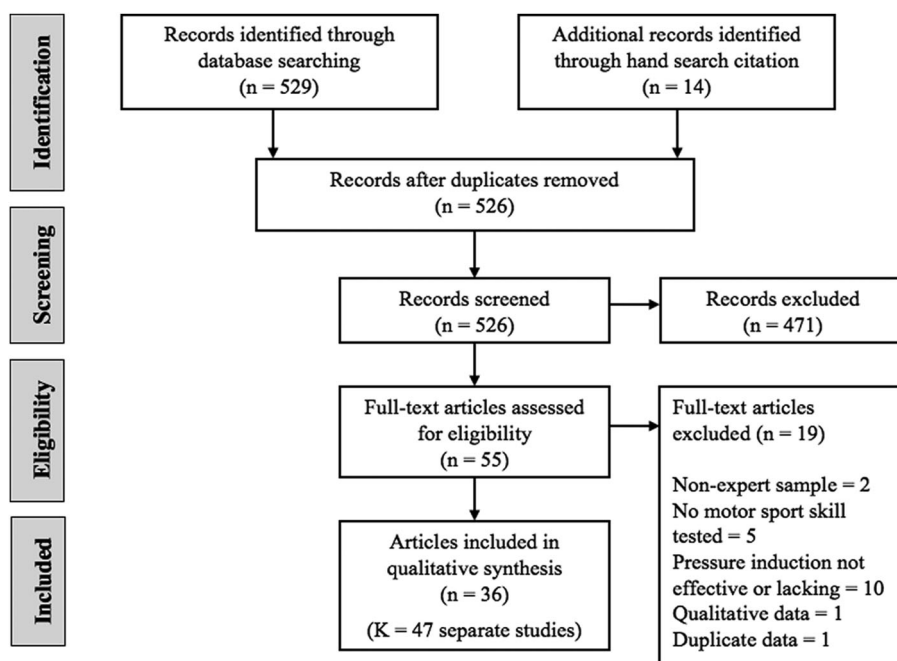 Identification
Records identified through
database searching
(n = 529)
Additional records identified
through hand search citation
(n = 14)
Records after duplicates removed
(n = 526)
Screening
Records screened
(n = 526)
Records excluded
(n = 471)
Eligibility
Full-text articles assessed
for eligibility
(n = 55)
Full-text articles
excluded (n = 19)
Non-expert sample = 2
No motor sport skill
tested = 5
Pressure induction not
effective or lacking = 10
Qualitative data = 1
Duplicate data = 1
Included
Articles included in
qualitative synthesis
(n = 36)
(K = 47 separate studies)